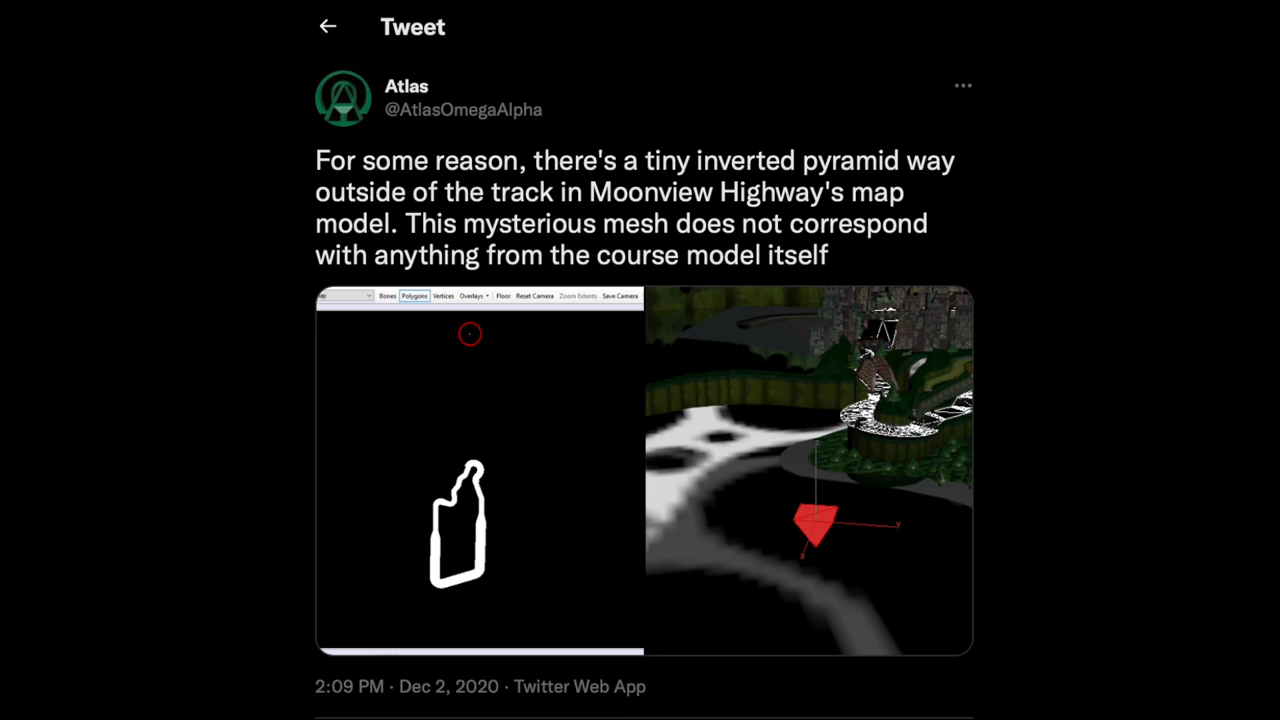 Tweet
Atlas
@AtlasOmegaAlpha
For some reason, there's a tiny inverted pyramid way
outside of the track in Moonview Highway's map
model. This mysterious mesh does not correspond
with anything from the course model itself
Bones Polygons Vertices Overlays Floor Reset Camera Zoom Extents Save Camera
2:09 PM · Dec 2, 2020 · Twitter Web App